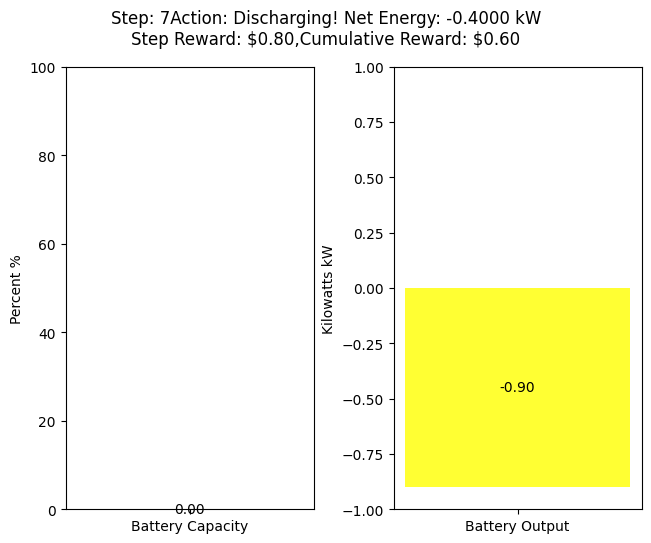 Step: 7Action: Discharging! Net Energy: -0.4000 kW
Step Reward: $0.80,Cumulative Reward: $0.60
100
80
60
40
20
0
Percent %
0.00
Battery Capacity
1.00
0.75
0.50
0.25
0.00
−0.25
−0.50
−0.75
−1.00
Kilowatts kW
-0.90
Battery Output